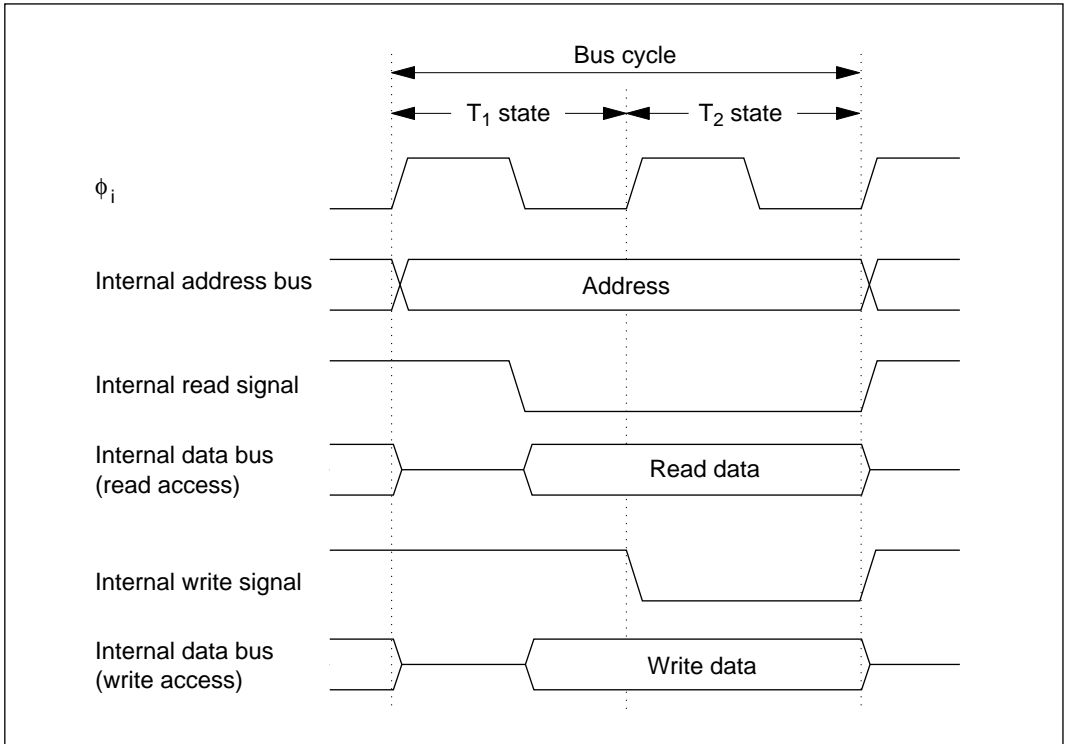 Bus cycle
T₁ state
T₂ state
ϕᵢ
Internal address bus
Address
Internal read signal
Internal data bus
(read access)
Read data
Internal write signal
Internal data bus
(write access)
Write data